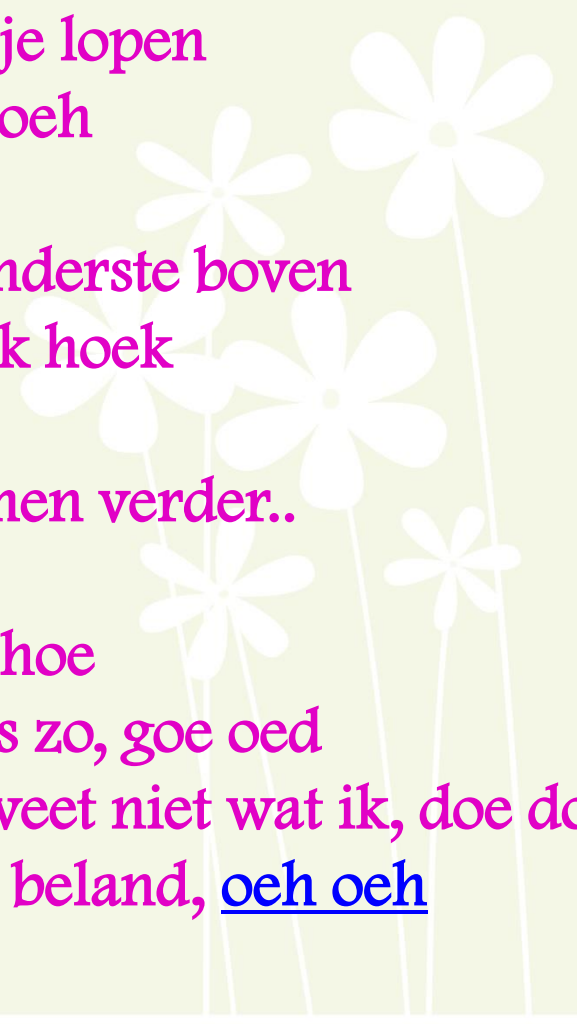 je lopen
oeh
nderste boven
k hoek
nen verder..
hoe
s zo, goe oed
weet niet wat ik, doe do
beland, oeh oeh